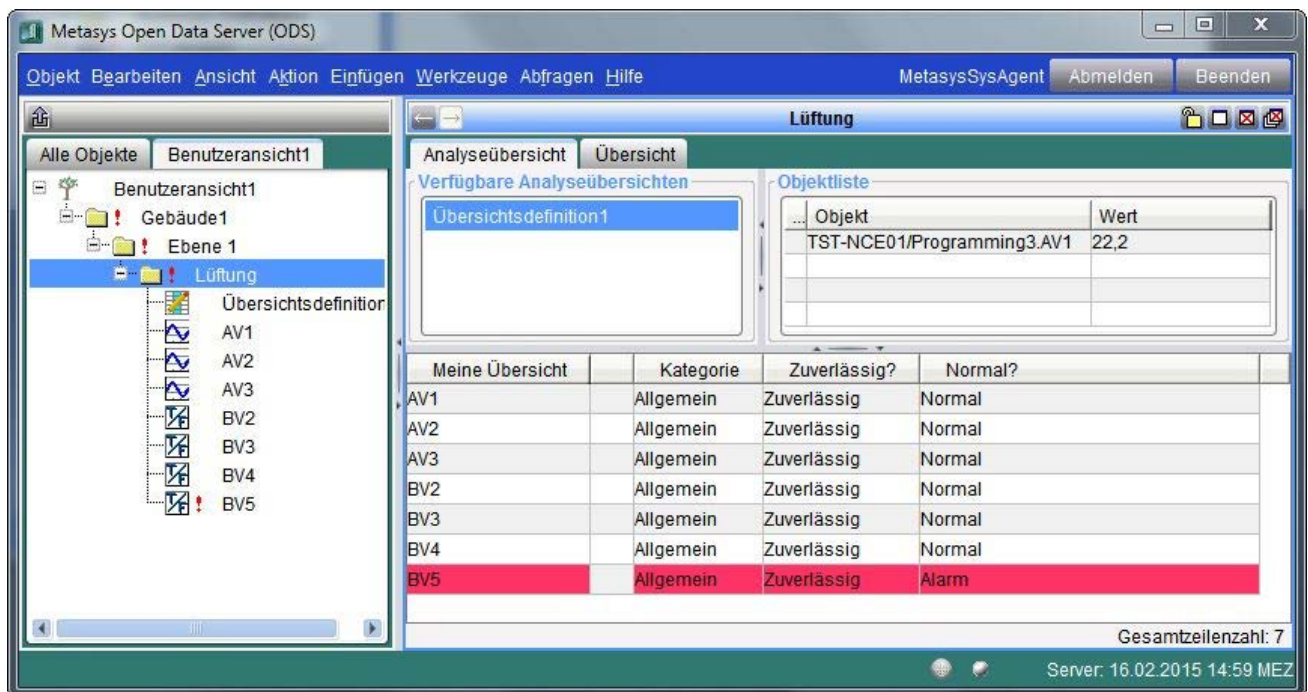 Metasys Open Data Server (ODS)
Objekt Bearbeiten Ansicht Aktion Einfügen Werkzeuge Abfragen Hilfe MetasysSysAgent Abmelden Beenden
Lüftung
Alle Objekte Benutzeransicht1
Benutzeransicht1
! Gebäude1
! Ebene 1
! Lüftung
Übersichtsdefinition
AV1
AV2
AV3
T/F BV2
T/F BV3
T/F BV4
T/F ! BV5
Analyseübersicht Übersicht
Verfügbare Analyseübersichten
Übersichtsdefinition1
Objektliste
... Objekt Wert
TST-NCE01/Programming3.AV1 22,2
Meine Übersicht Kategorie Zuverlässig? Normal?
AV1 Allgemein Zuverlässig Normal
AV2 Allgemein Zuverlässig Normal
AV3 Allgemein Zuverlässig Normal
BV2 Allgemein Zuverlässig Normal
BV3 Allgemein Zuverlässig Normal
BV4 Allgemein Zuverlässig Normal
BV5 Allgemein Zuverlässig Alarm
Gesamtzeilenzahl: 7
Server: 16.02.2015 14:59 MEZ